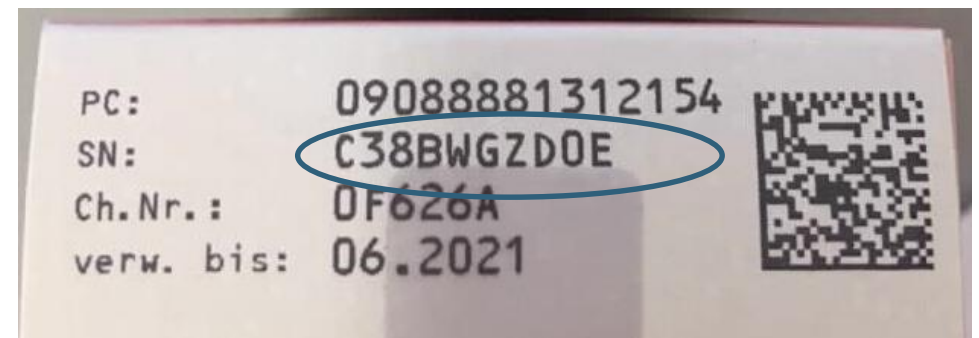 PC: 09088881312154
SN: C38BWGZD0E
Ch.Nr.: 0F626A
verw. bis: 06.2021